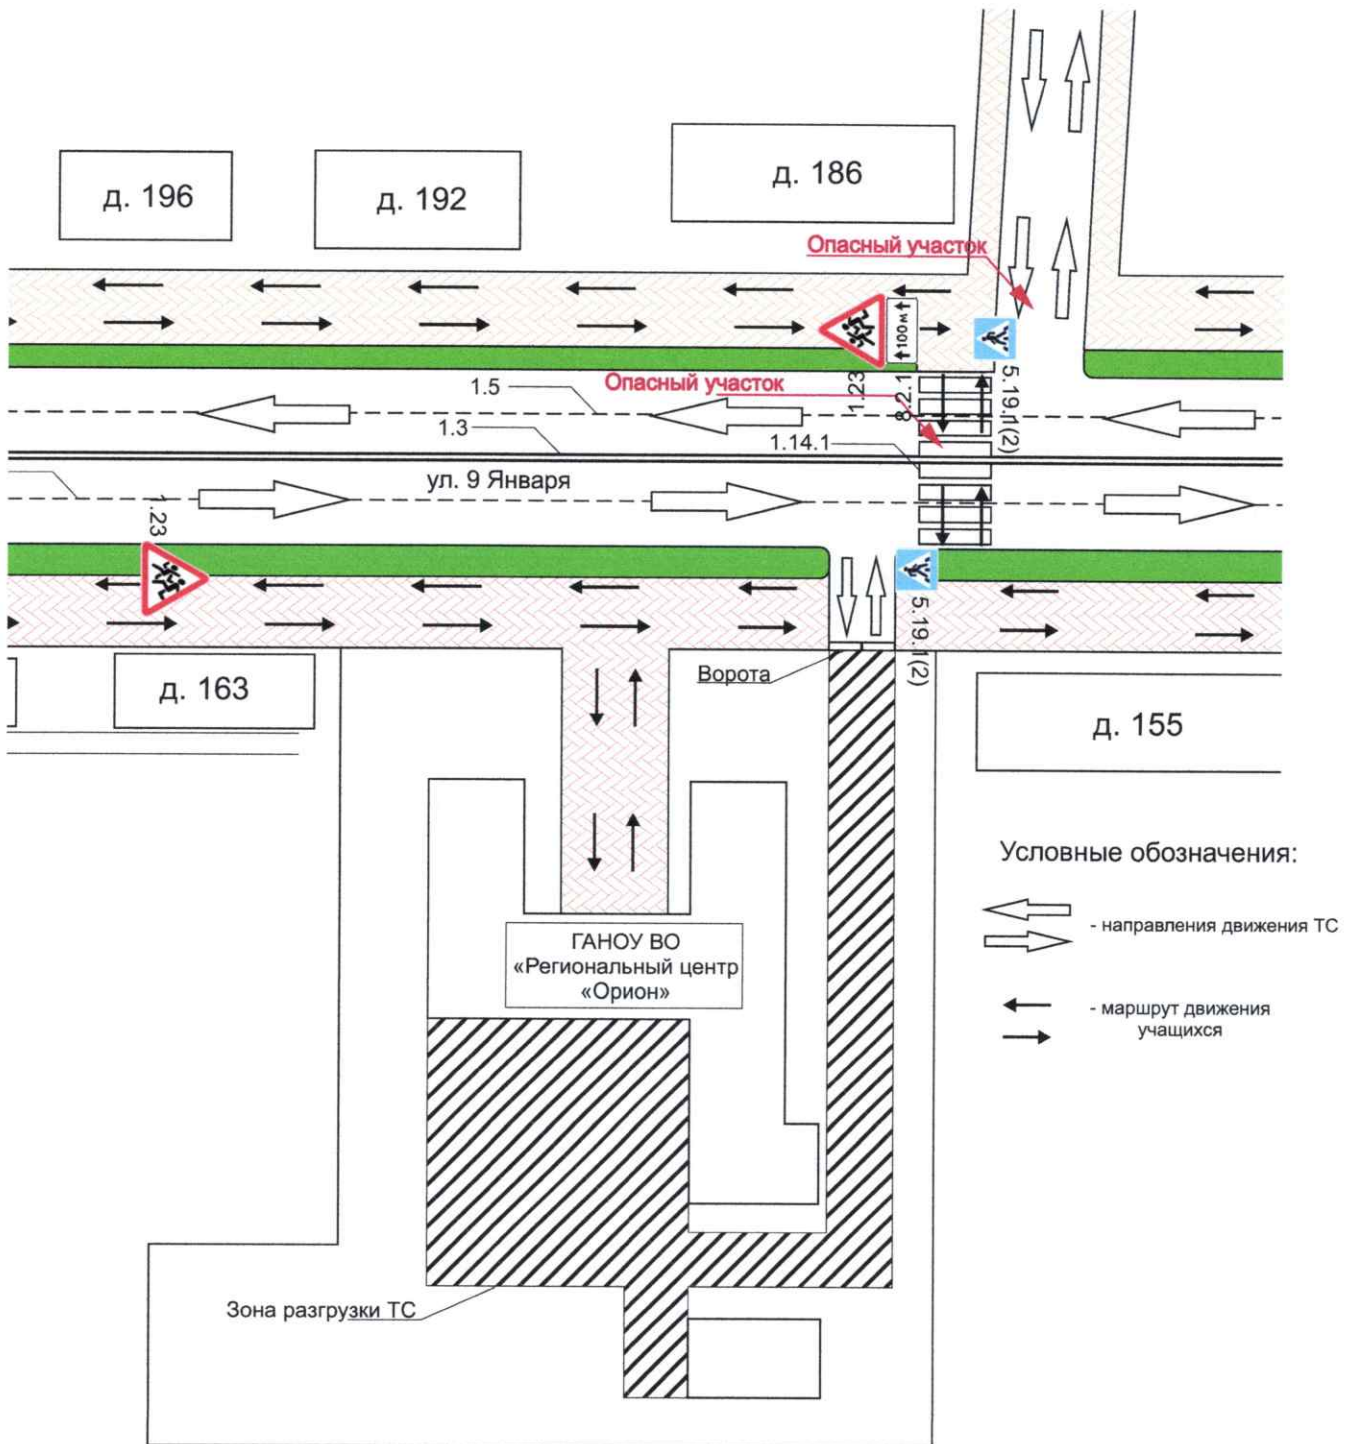 д. 196
д. 192
д. 186
Опасный участок
100м
1.23
8.2.1
5.19.1(2)
1.5
Опасный участок
1.3
1.14.1
ул. 9 Января
1.23
5.19.1(2)
Ворота
д. 163
д. 155
Условные обозначения:
- направления движения ТС
- маршрут движения
учащихся
ГАНОУ ВО
«Региональный центр
«Орион»
Зона разгрузки ТС